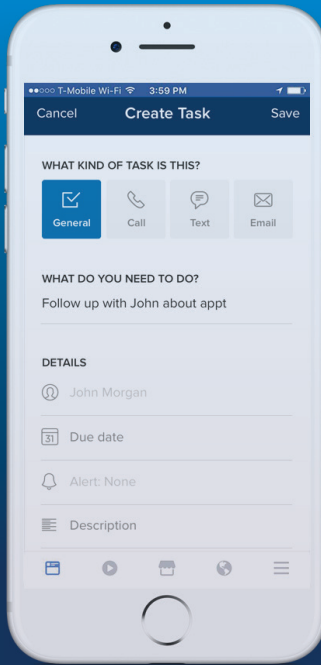 T-Mobile Wi-Fi 3:59 PM
Cancel Create Task Save
WHAT KIND OF TASK IS THIS?
General Call Text Email
WHAT DO YOU NEED TO DO?
Follow up with John about appt
DETAILS
John Morgan
31 Due date
Alert: None
Description